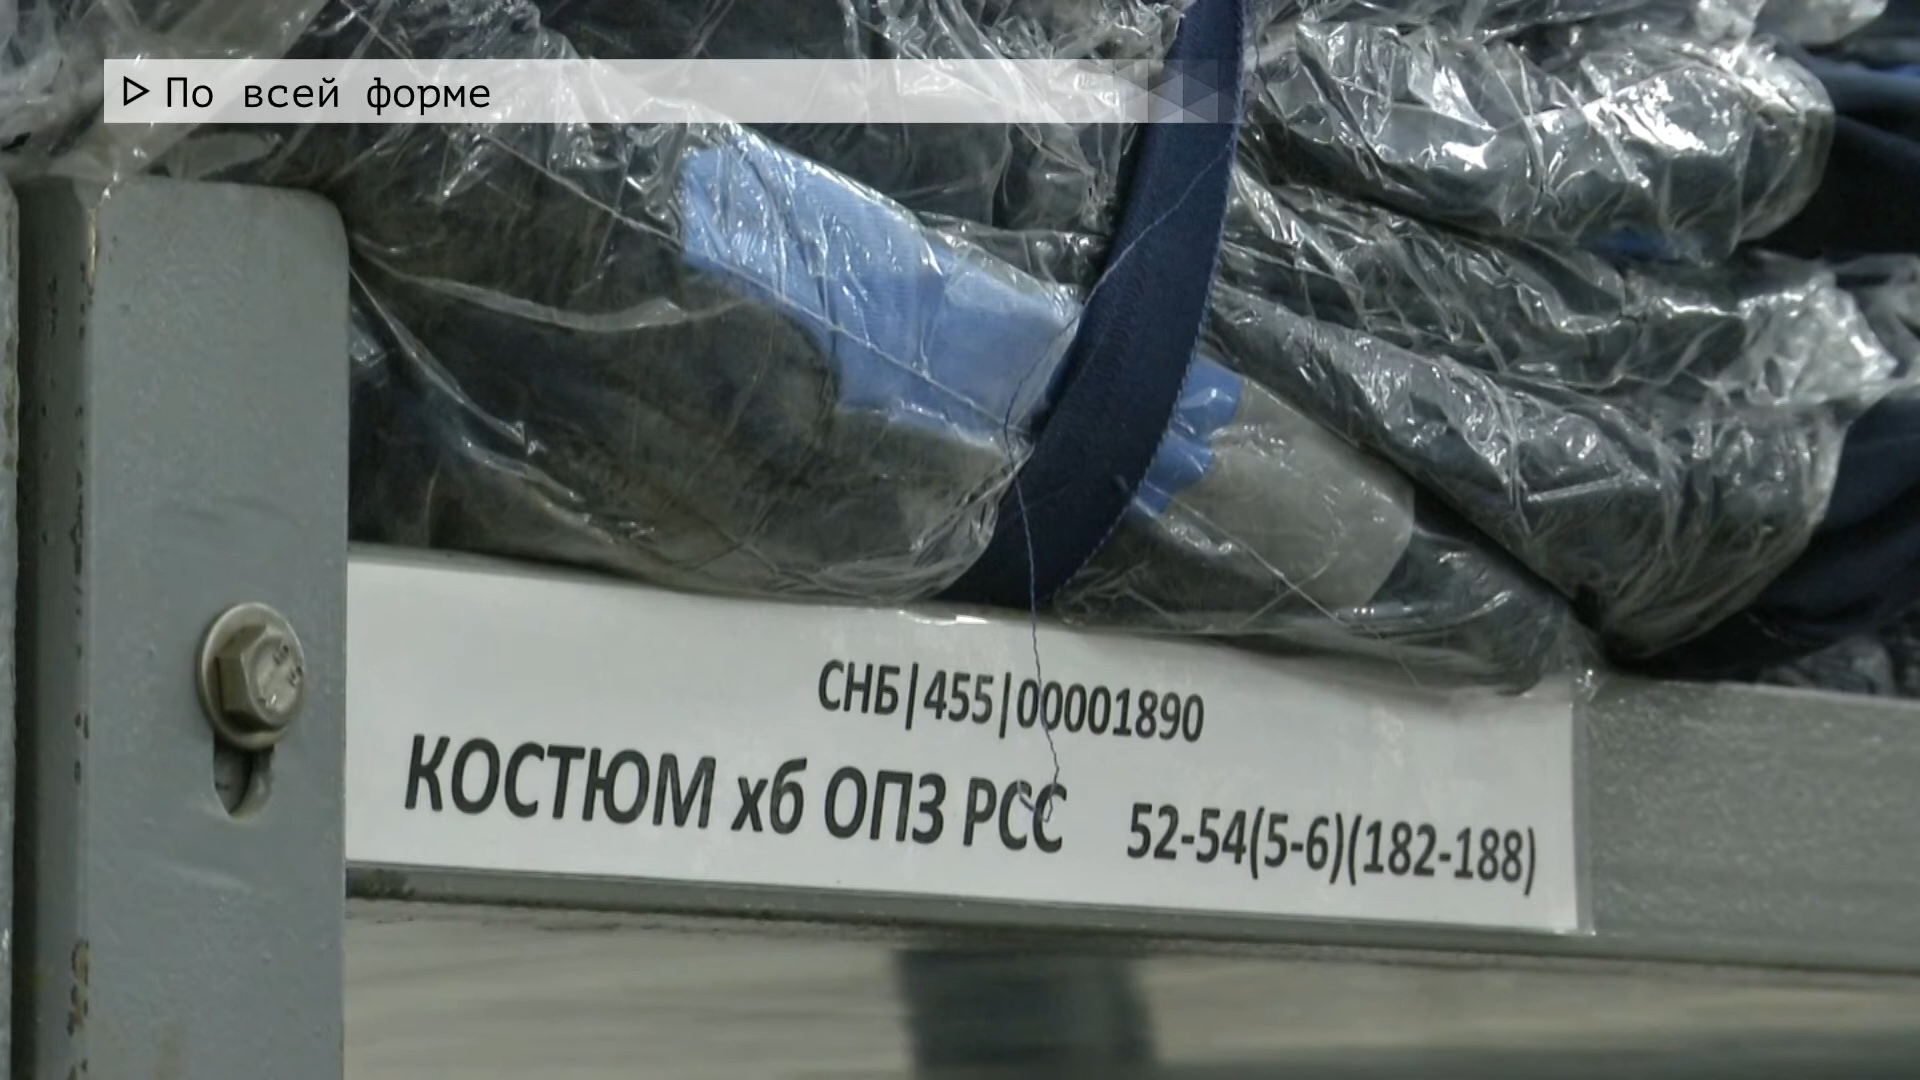 По всей форме
СНБ|455|00001890
КОСТЮМ хб ОПЗ РСС 52-54(5-6)(182-188)